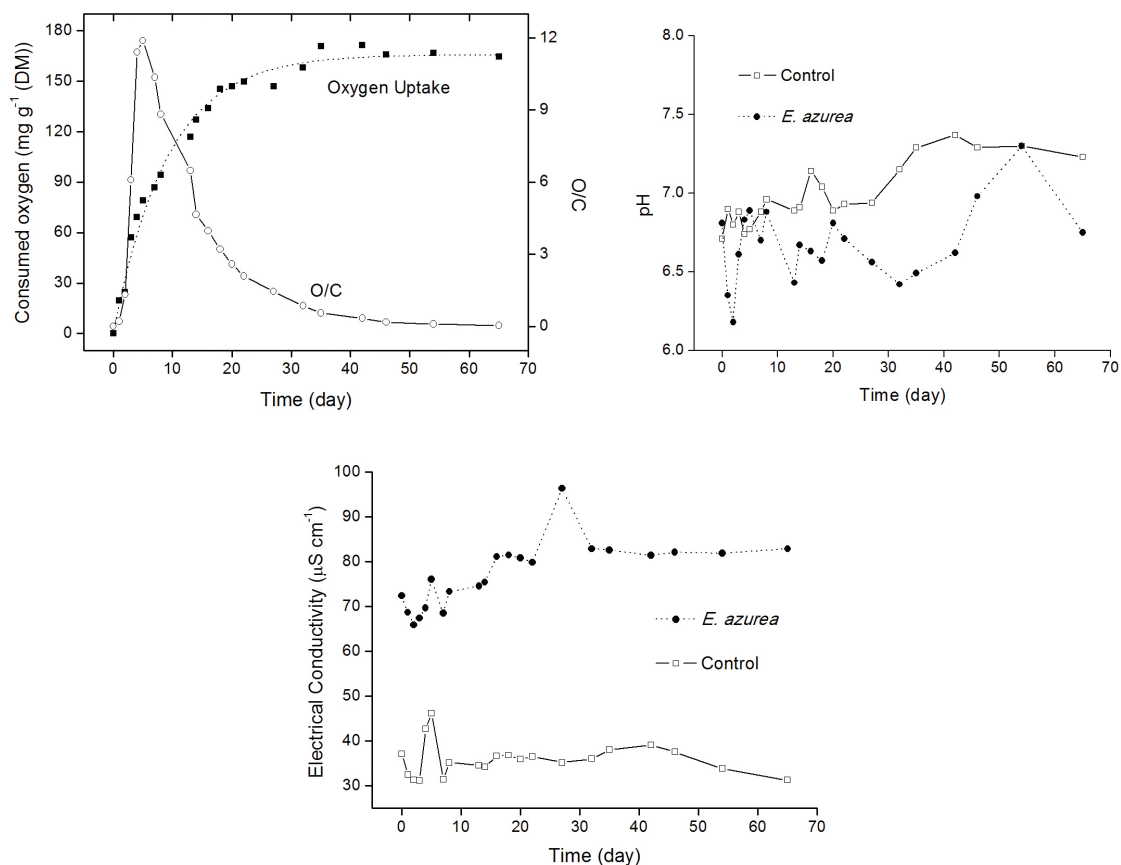 Consumed oxygen (mg g⁻¹ (DM))
180
150
120
90
60
30
0
Oxygen Uptake
O/C
12
9
6
3
0
O/C
0 10 20 30 40 50 60 70
Time (day)
pH
8.0
7.5
7.0
6.5
6.0
Control
E. azurea
0 10 20 30 40 50 60 70
Time (day)
Electrical Conductivity (μS cm⁻¹)
100
90
80
70
60
50
40
30
E. azurea
Control
0 10 20 30 40 50 60 70
Time (day)